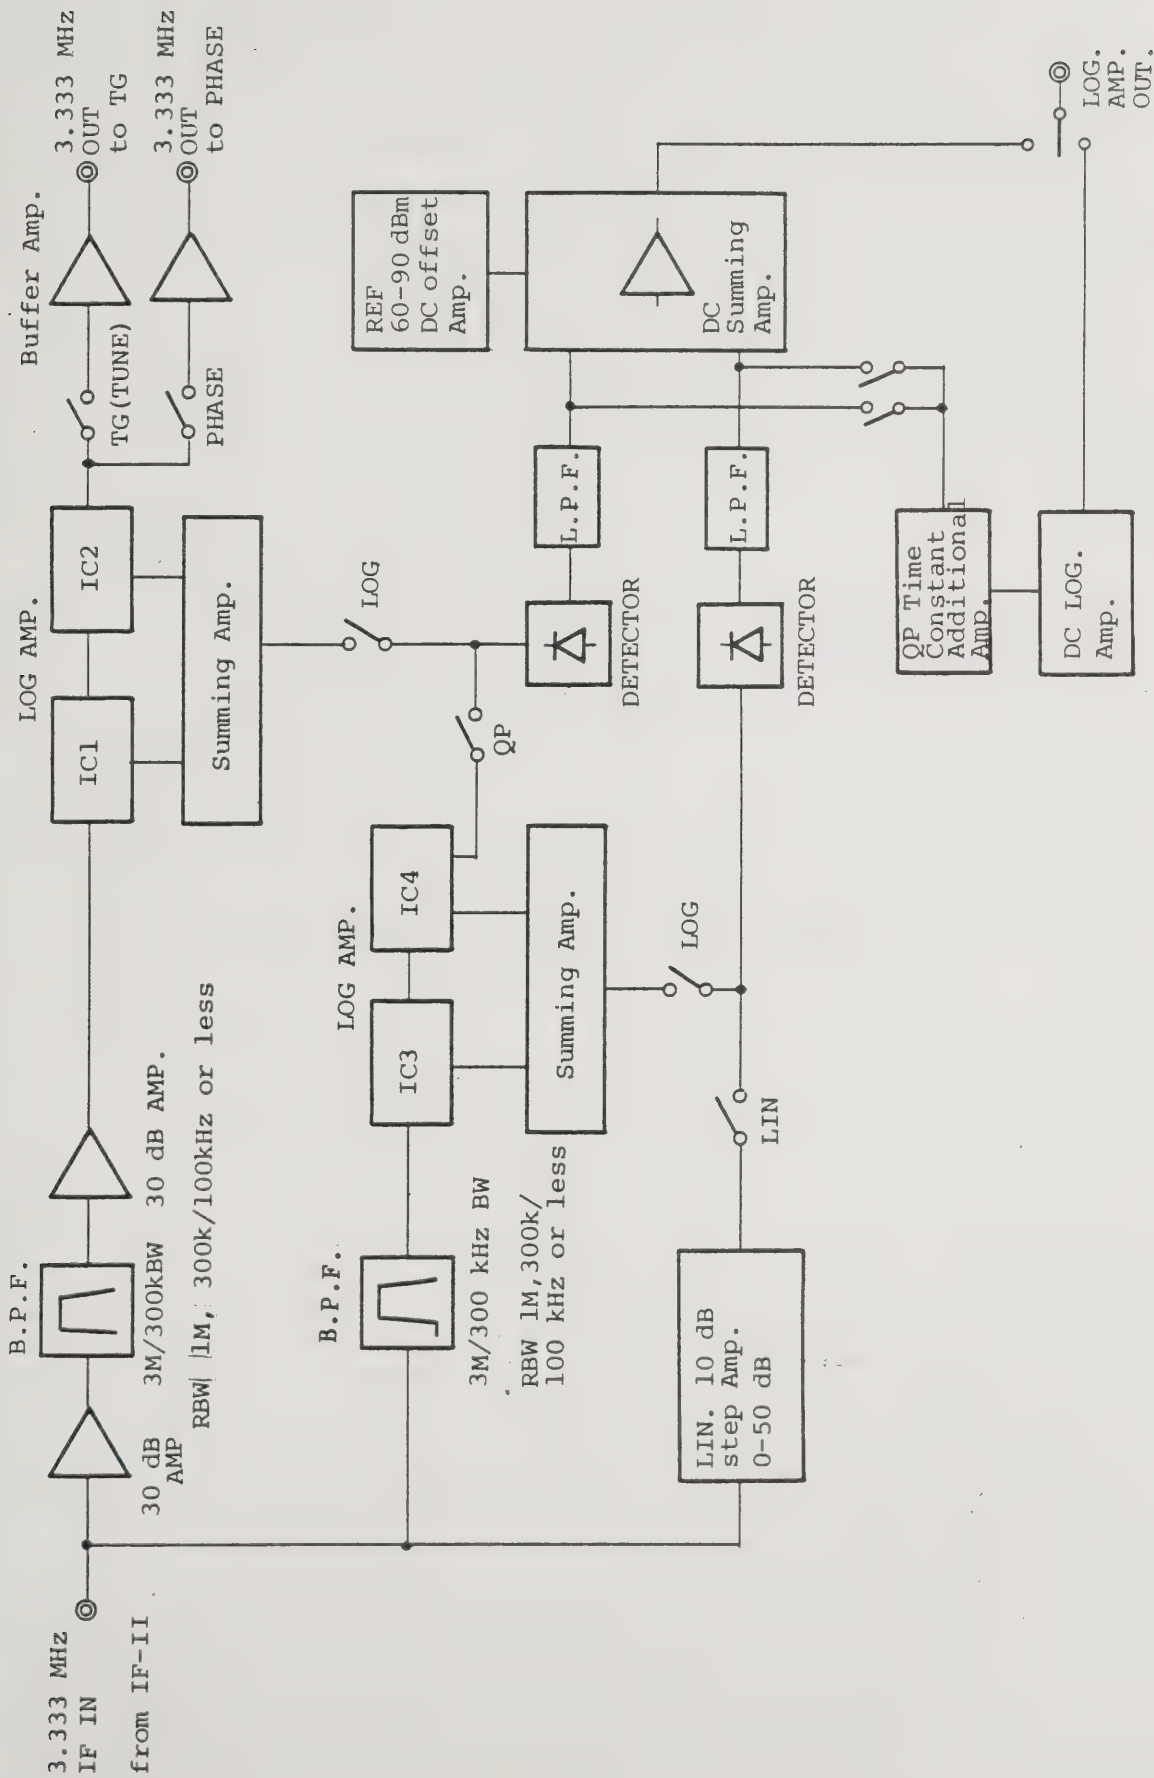 3.333 MHz
IF IN
from IF-II
30 dB
AMP
B.P.F.
3M/300kBW
30 dB AMP.
RBW 1M, 300k/100kHz or less
LOG AMP.
IC1
IC2
Summing Amp.
Buffer Amp.
TG(TUNE)
PHASE
3.333 MHz
OUT
to TG
3.333 MHz
OUT
to PHASE
B.P.F.
3M/300 kHz BW
RBW 1M,300k/
100 kHz or less
LOG AMP.
IC3
IC4
Summing Amp.
QP
LOG
LOG
LIN. 10 dB
step Amp.
0-50 dB
LIN
DETECTOR
DETECTOR
L.P.F.
L.P.F.
REF
60-90 dBm
DC offset
Amp.
DC
Summing
Amp.
QP Time
Constant
Additional
Amp.
DC LOG.
Amp.
LOG.
AMP.
OUT.